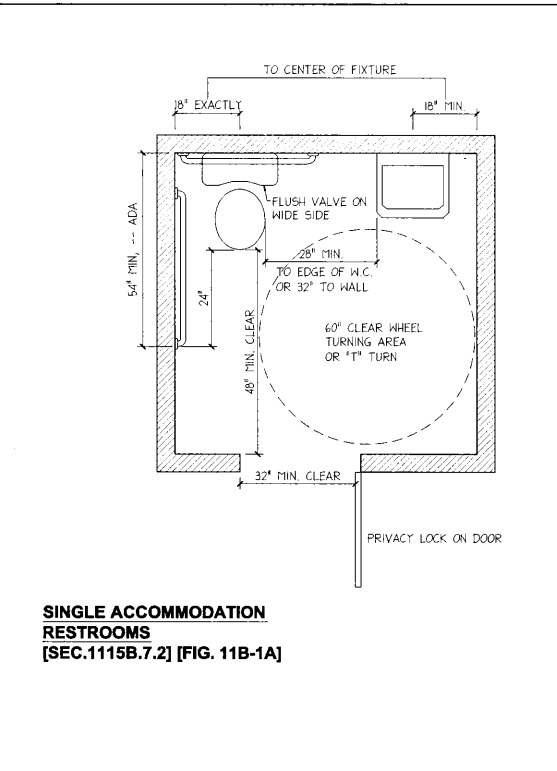 TO CENTER OF FIXTURE
18" EXACTLY
18" MIN.
FLUSH VALVE ON
WIDE SIDE
54" MIN, -- ADA
28" MIN.
TO EDGE OF W.C.
OR 32" TO WALL
24"
48" MIN. CLEAR
60" CLEAR WHEEL
TURNING AREA
OR "T" TURN
32" MIN. CLEAR
PRIVACY LOCK ON DOOR
SINGLE ACCOMMODATION
RESTROOMS
[SEC.1115B.7.2] [FIG. 11B-1A]